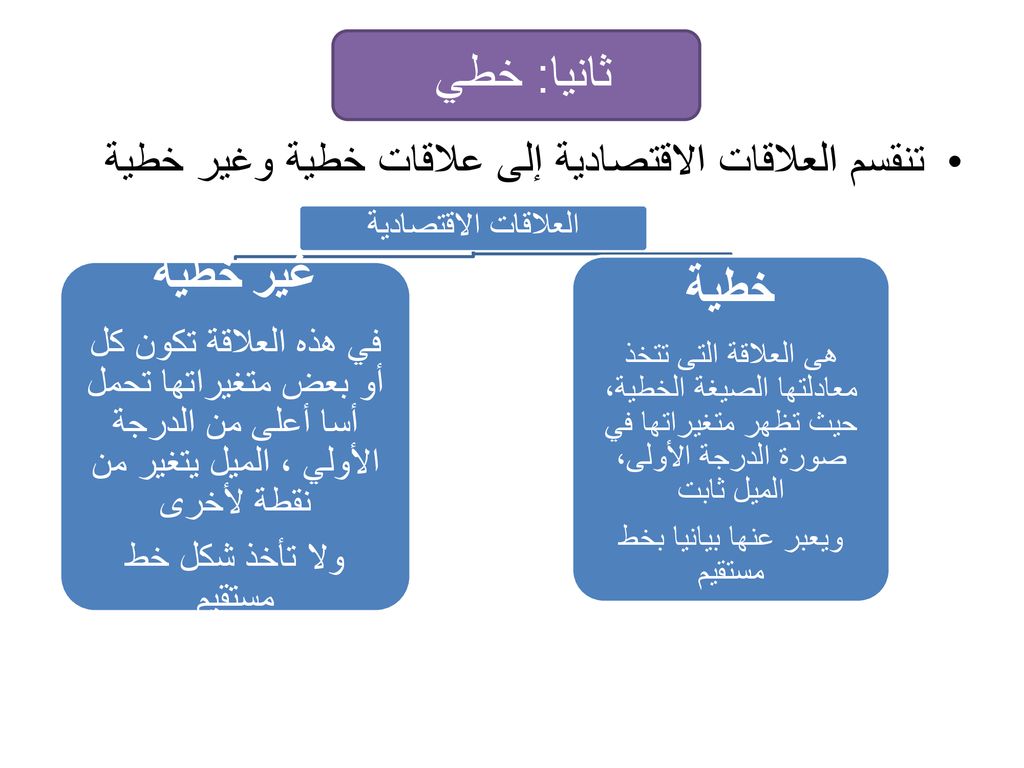 ثانيا: خطي
• تنقسم العلاقات الاقتصادية إلى علاقات خطية وغير خطية
العلاقات الاقتصادية
خطية
هى العلاقة التى تتخذ
معادلتها الصيغة الخطية،
حيث تظهر متغيراتها في
صورة الدرجة الأولى،
الميل ثابت
ويعبر عنها بيانيا بخط
مستقيم
غير خطية
في هذه العلاقة تكون كل
أو بعض متغيراتها تحمل
أسا أعلى من الدرجة
الأولي ، الميل يتغير من
نقطة لأخرى
ولا تأخذ شكل خط
مستقيم